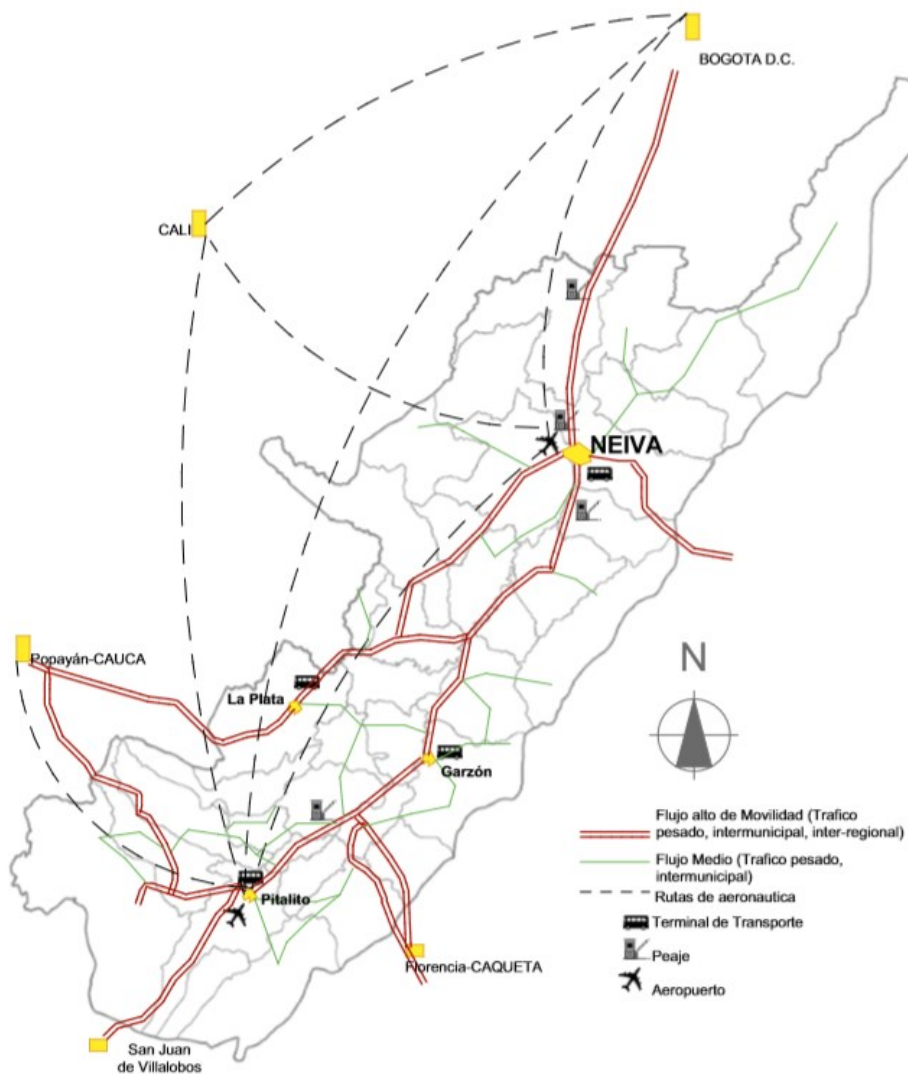 BOGOTA D.C.
CALI
NEIVA
Popayán-CAUCA
N
La Plata
Garzón
Flujo alto de Movilidad (Trafico
pesado, intermunicipal, inter-regional)
Flujo Medio (Trafico pesado,
intermunicipal)
Rutas de aeronautica
Pitalito
Terminal de Transporte
Peaje
Florencia-CAQUETA
Aeropuerto
San Juan
de Villalobos